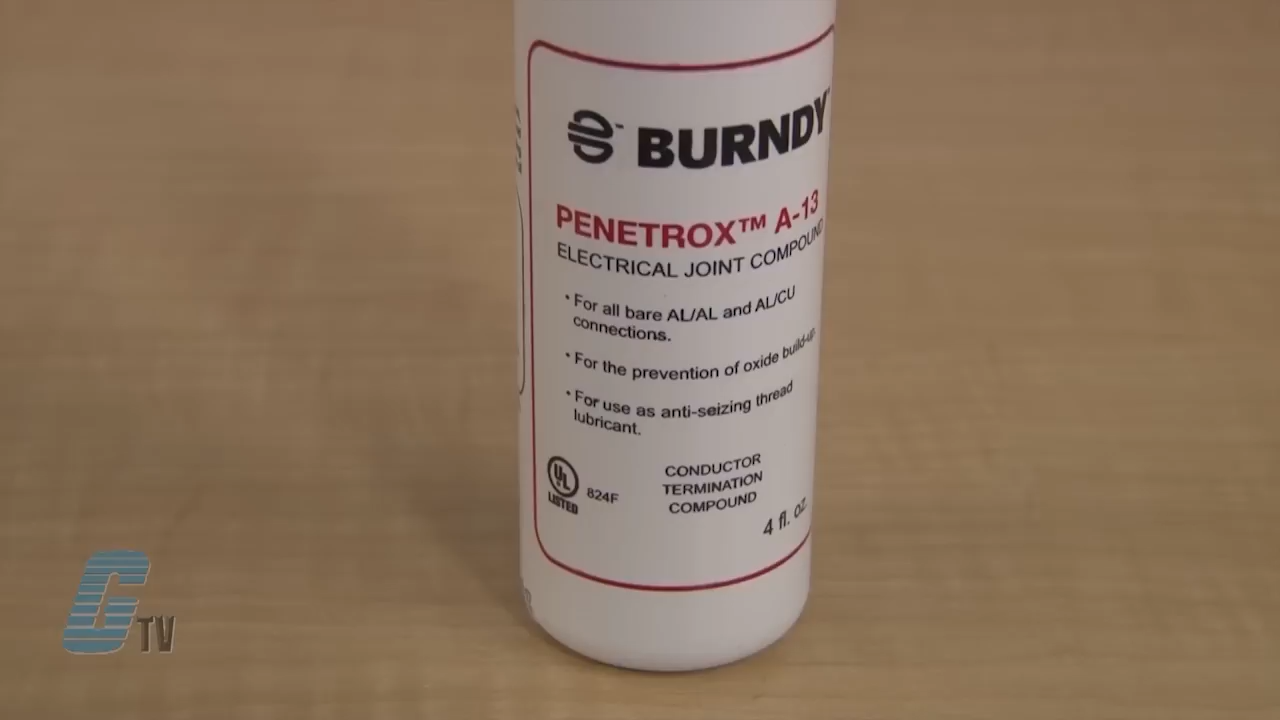 BURNDY
PENETROX™ A-13
ELECTRICAL JOINT COMPOUND
• For all bare AL/AL and AL/CU
connections.
• For the prevention of oxide build-up.
• For use as anti-seizing thread
lubricant.
UL
LISTED
824F
CONDUCTOR
TERMINATION
COMPOUND
4 fl. oz.
C TV